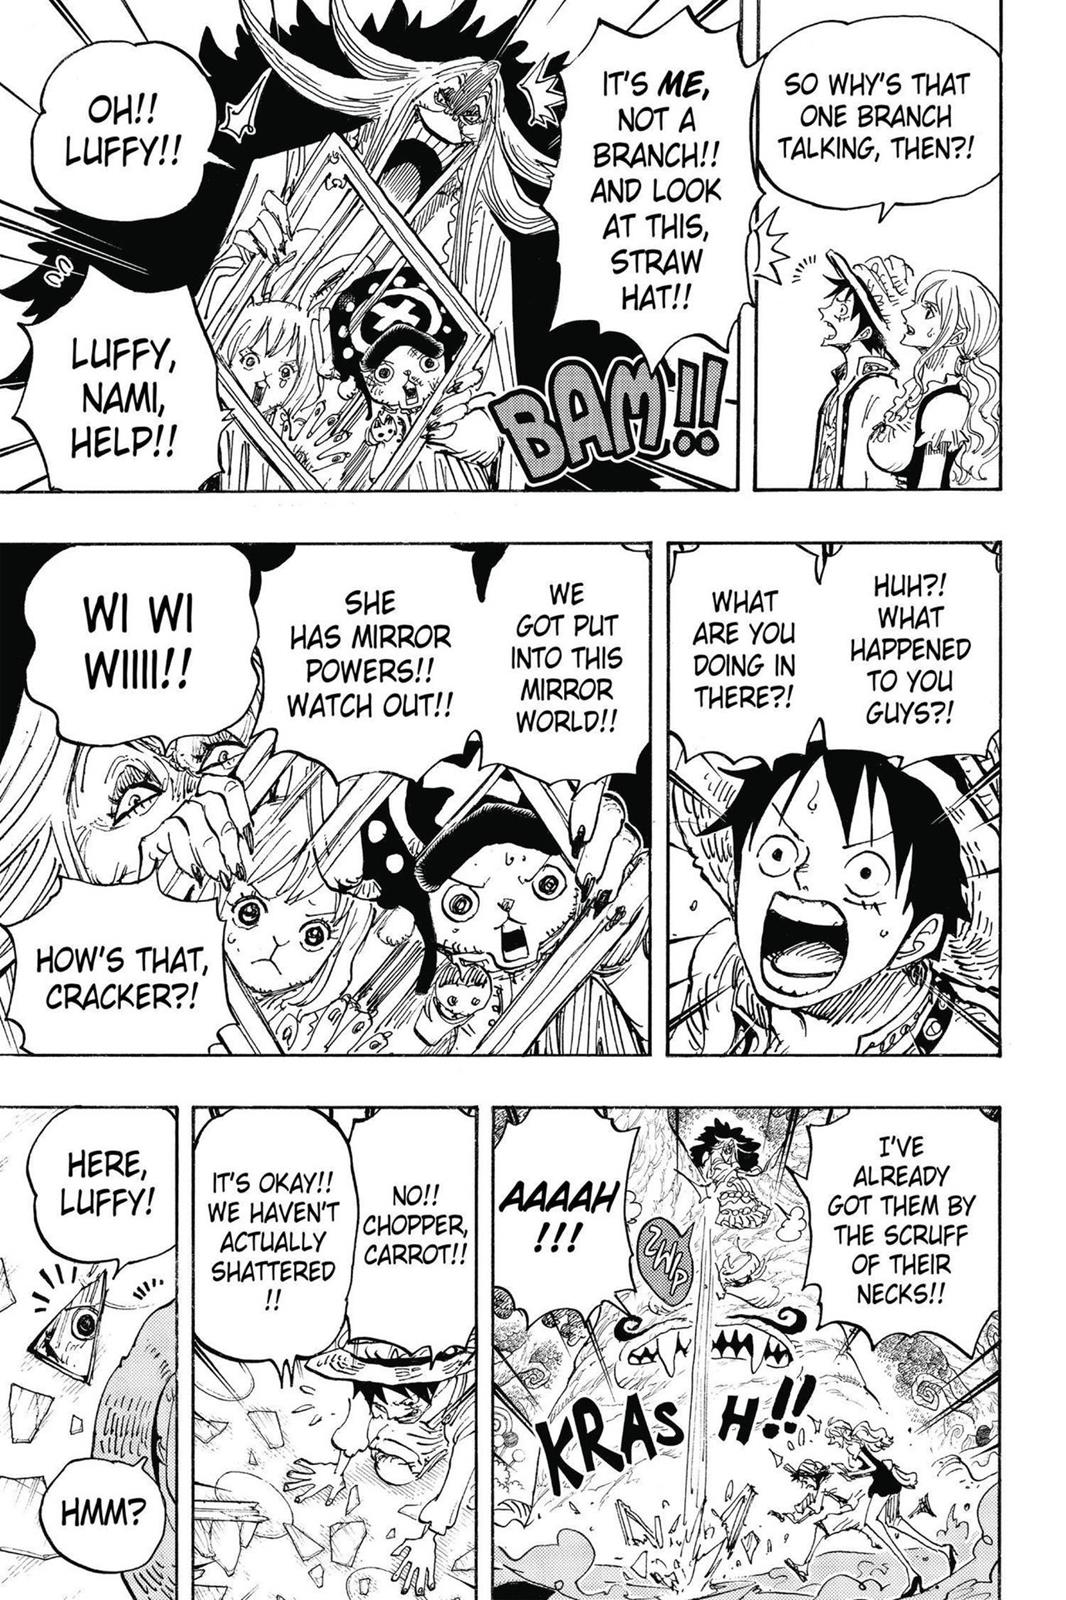 SO WHY'S THAT
ONE BRANCH
TALKING, THEN?!
IT'S ME,
NOT A
BRANCH!!
AND LOOK
AT THIS,
STRAW
HAT!!
BAM!!
OH!!
LUFFY!!
LUFFY,
NAMI,
HELP!!
HUH?!
WHAT
HAPPENED
TO YOU
GUYS?!
WHAT
ARE YOU
DOING IN
THERE?!
WE
GOT PUT
INTO THIS
MIRROR
WORLD!!
SHE
HAS MIRROR
POWERS!!
WATCH OUT!!
WI WI
WIIII!!
HOW'S THAT,
CRACKER?!
I'VE
ALREADY
GOT THEM BY
THE SCRUFF
OF THEIR
NECKS!!
ZWIP
AAAAH
!!!
KRASH!!
NO!!
CHOPPER,
CARROT!!
IT'S OKAY!!
WE HAVEN'T
ACTUALLY
SHATTERED
!!
HERE,
LUFFY!
HMM?